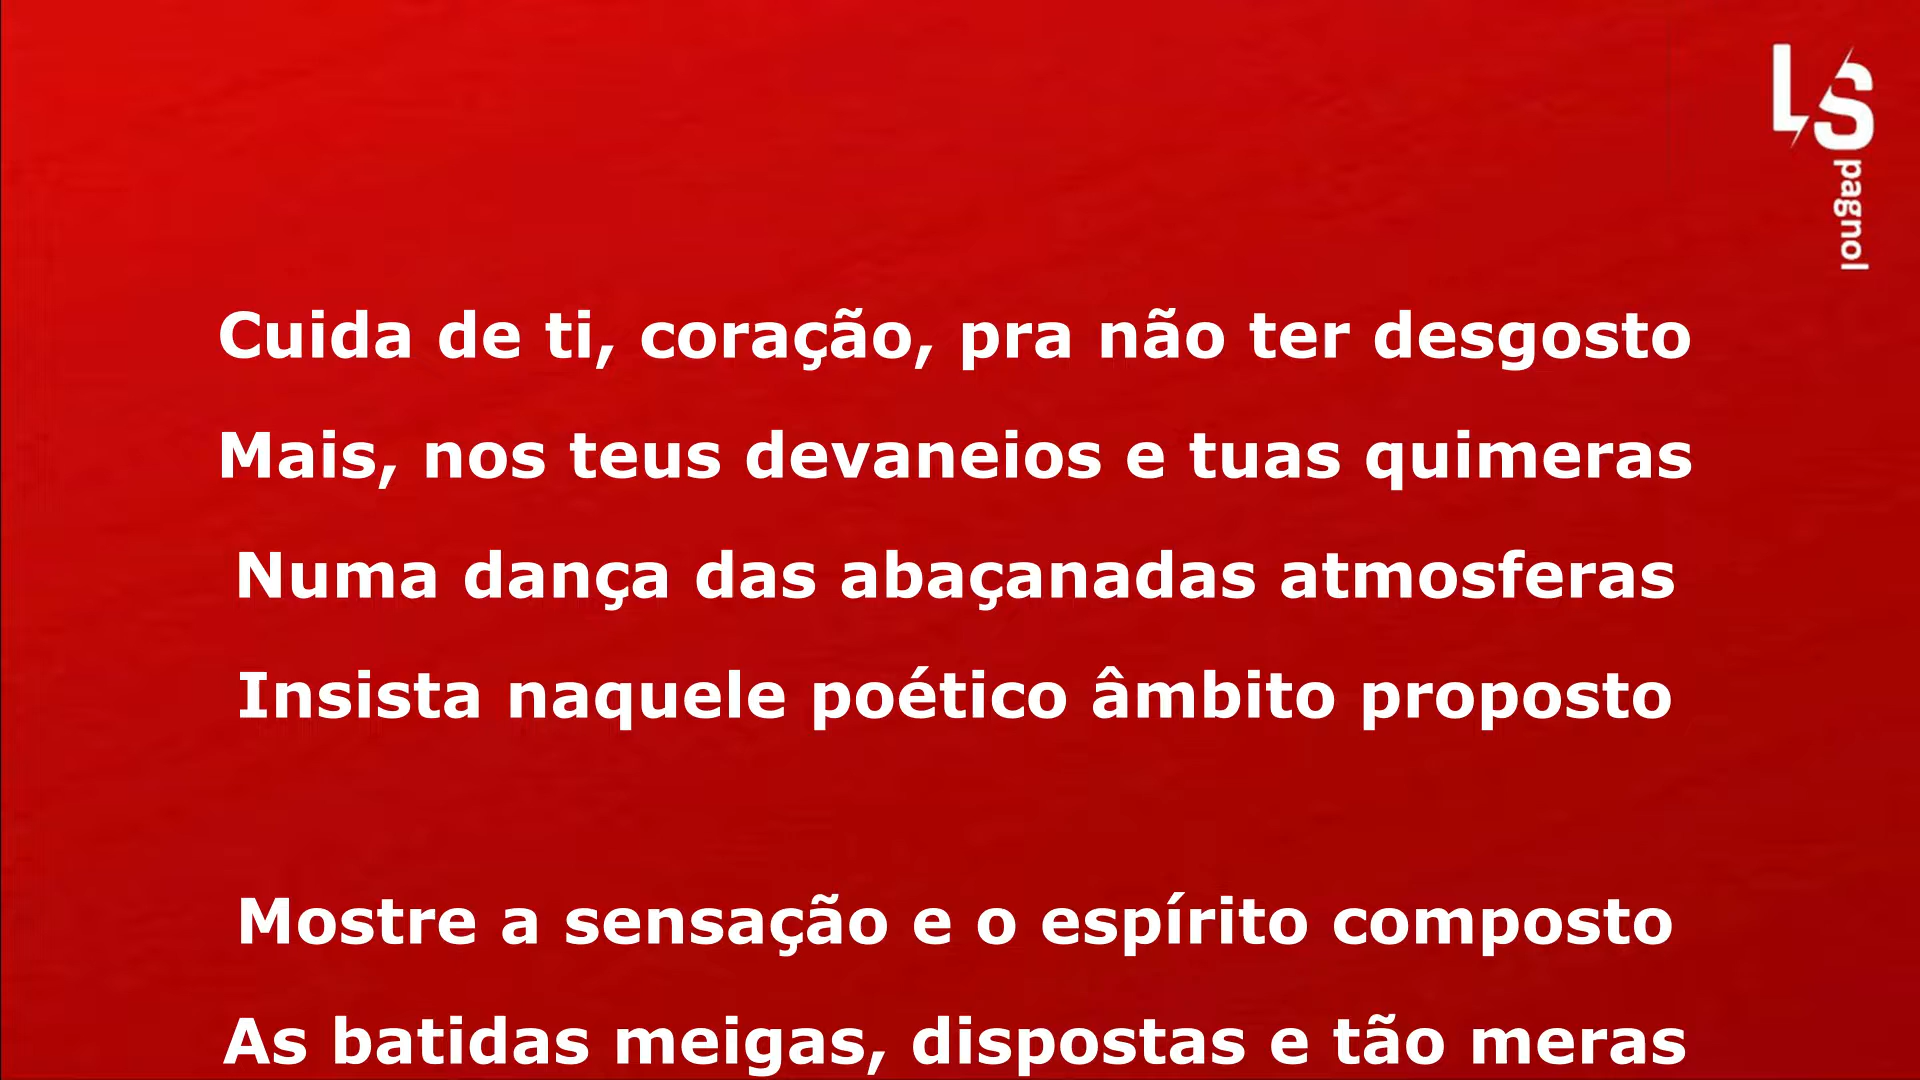 LS
pagnol
Cuida de ti, coração, pra não ter desgosto
Mais, nos teus devaneios e tuas quimeras
Numa dança das abaçanadas atmosferas
Insista naquele poético âmbito proposto
Mostre a sensação e o espírito composto
As batidas meigas, dispostas e tão meras